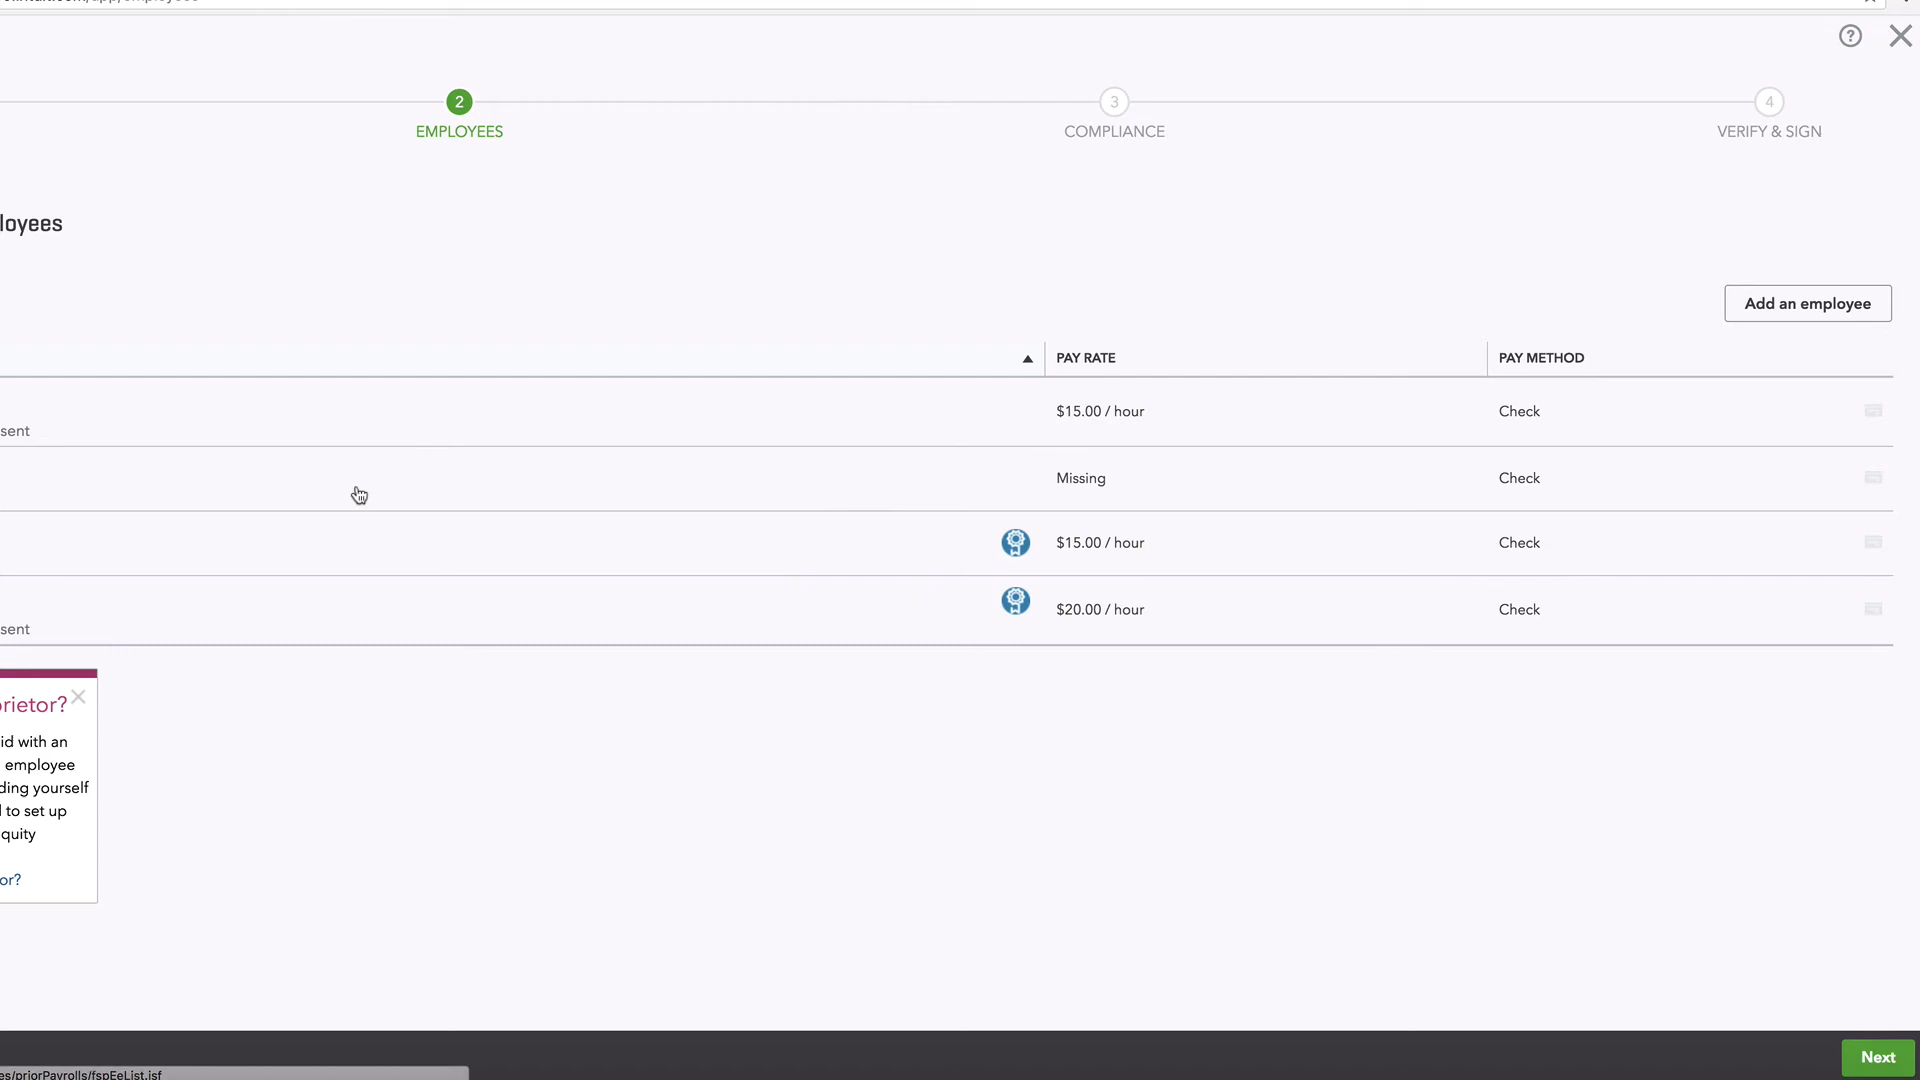 2
3
4
EMPLOYEES
COMPLIANCE
VERIFY & SIGN
loyees
Add an employee
PAY RATE
PAY METHOD
$15.00 / hour
Check
sent
Missing
Check
$15.00 / hour
Check
$20.00 / hour
Check
sent
rietor?
id with an
employee
ding yourself
to set up
quity
or?
Next
es/priorPayrolls/fspEeList.jsf